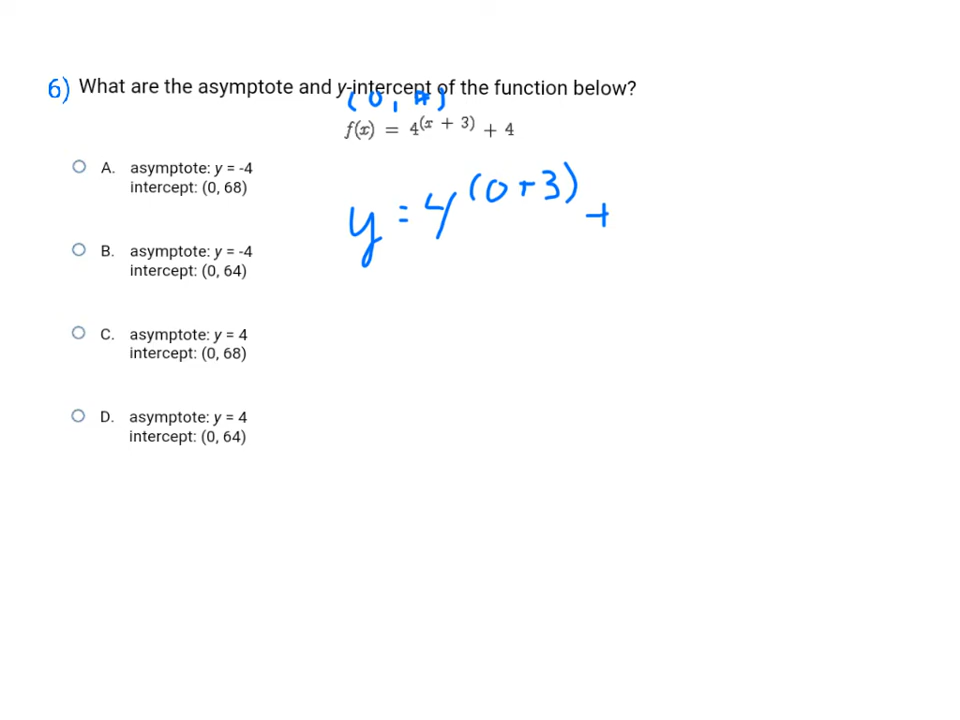 6) What are the asymptote and y-intercept of the function below?
(0, #)
f(x) = 4^(x + 3) + 4
A. asymptote: y = -4
intercept: (0, 68)
y = 4^(0+3) +
B. asymptote: y = -4
intercept: (0, 64)
C. asymptote: y = 4
intercept: (0, 68)
D. asymptote: y = 4
intercept: (0, 64)